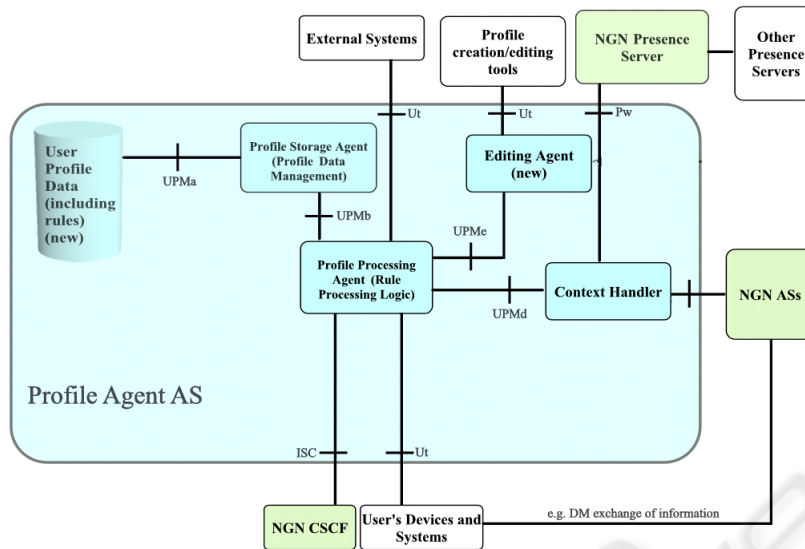 External Systems
Profile
creation/editing
tools
NGN Presence
Server
Other
Presence
Servers
Ut
Ut
Pw
User
Profile
Data
(including
rules)
(new)
UPMa
Profile Storage Agent
(Profile Data
Management)
Editing Agent
(new)
UPMb
UPMe
Profile Processing
Agent (Rule
Processing Logic)
UPMd
Context Handler
NGN ASs
Profile Agent AS
ISC
Ut
NGN CSCF
User's Devices and
Systems
e.g. DM exchange of information